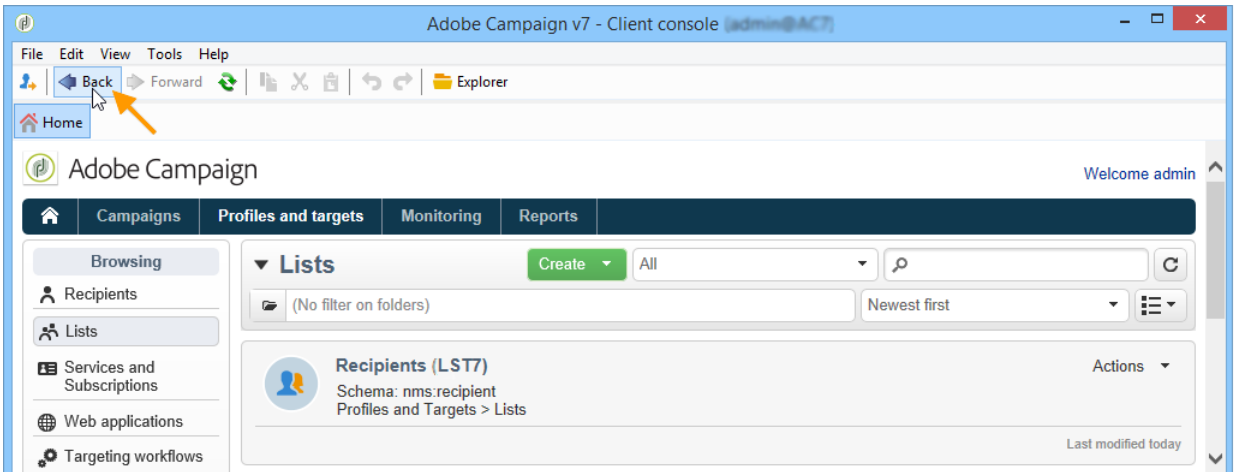 Adobe Campaign v7 - Client console (admin@AC7)
File Edit View Tools Help
Back Forward Explorer
Home
Adobe Campaign
Welcome admin
Campaigns Profiles and targets Monitoring Reports
Browsing
Recipients
Lists
Services and
Subscriptions
Web applications
Targeting workflows
Lists Create All
(No filter on folders) Newest first
Recipients (LST7)
Actions
Schema: nms:recipient
Profiles and Targets > Lists
Last modified today